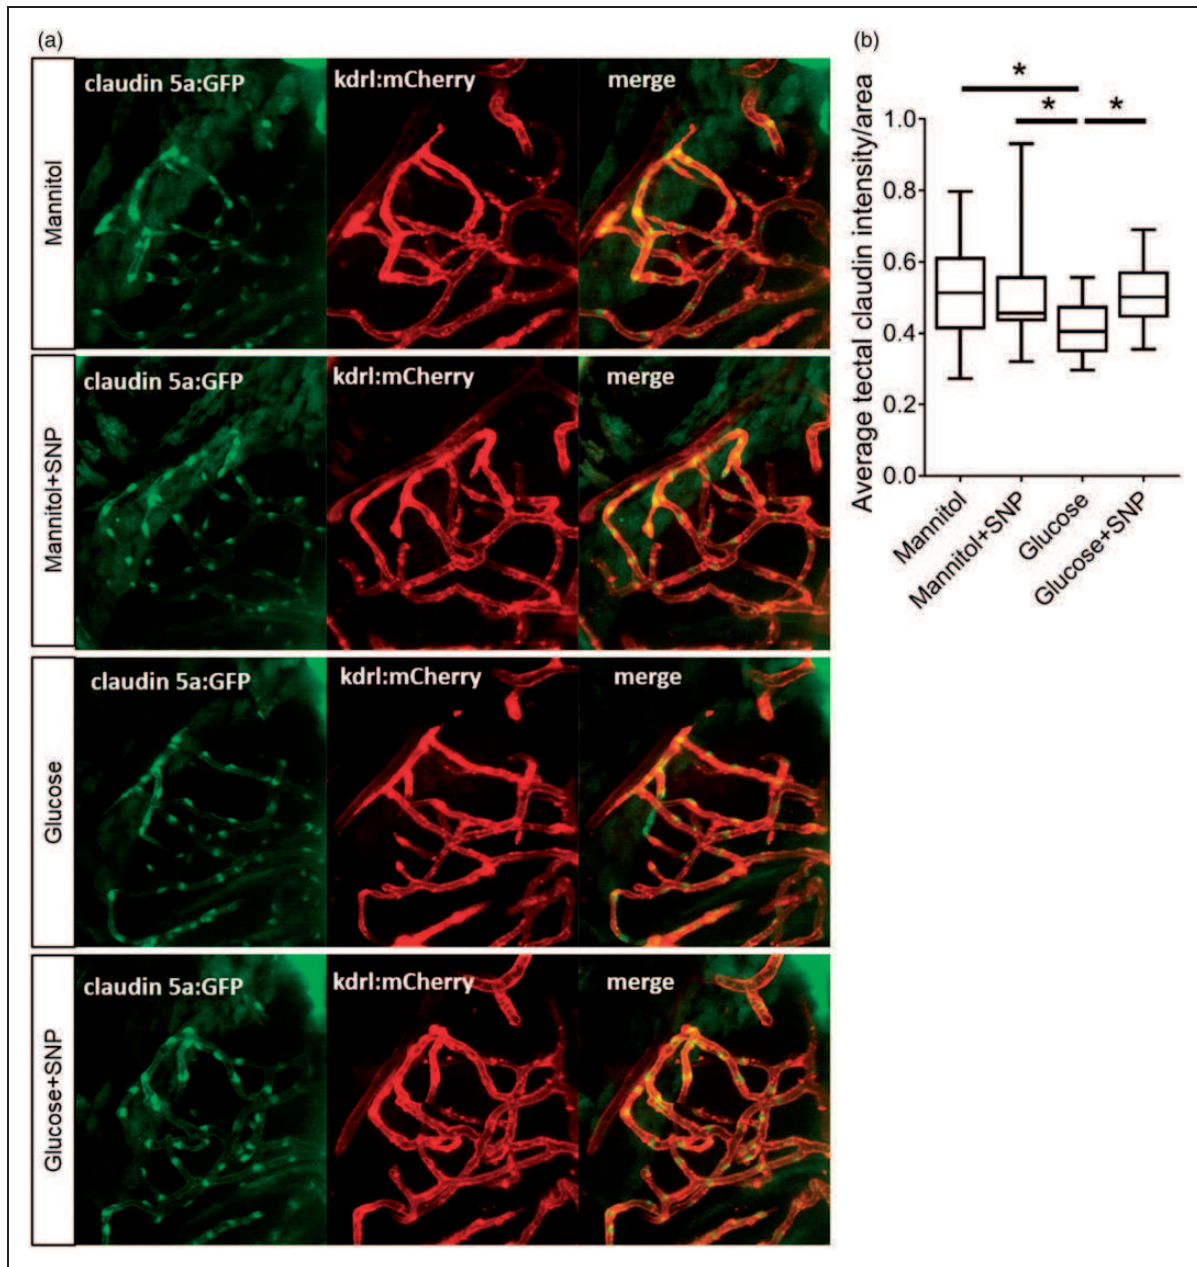 (a)
Mannitol
claudin 5a:GFP
kdrl:mCherry
merge
Mannitol+SNP
claudin 5a:GFP
kdrl:mCherry
merge
Glucose
claudin 5a:GFP
kdrl:mCherry
merge
Glucose+SNP
claudin 5a:GFP
kdrl:mCherry
merge
(b)
Average tectal claudin intensity/area
*
* *
1.0
0.8
0.6
0.4
0.2
0.0
Mannitol
Mannitol+SNP
Glucose
Glucose+SNP